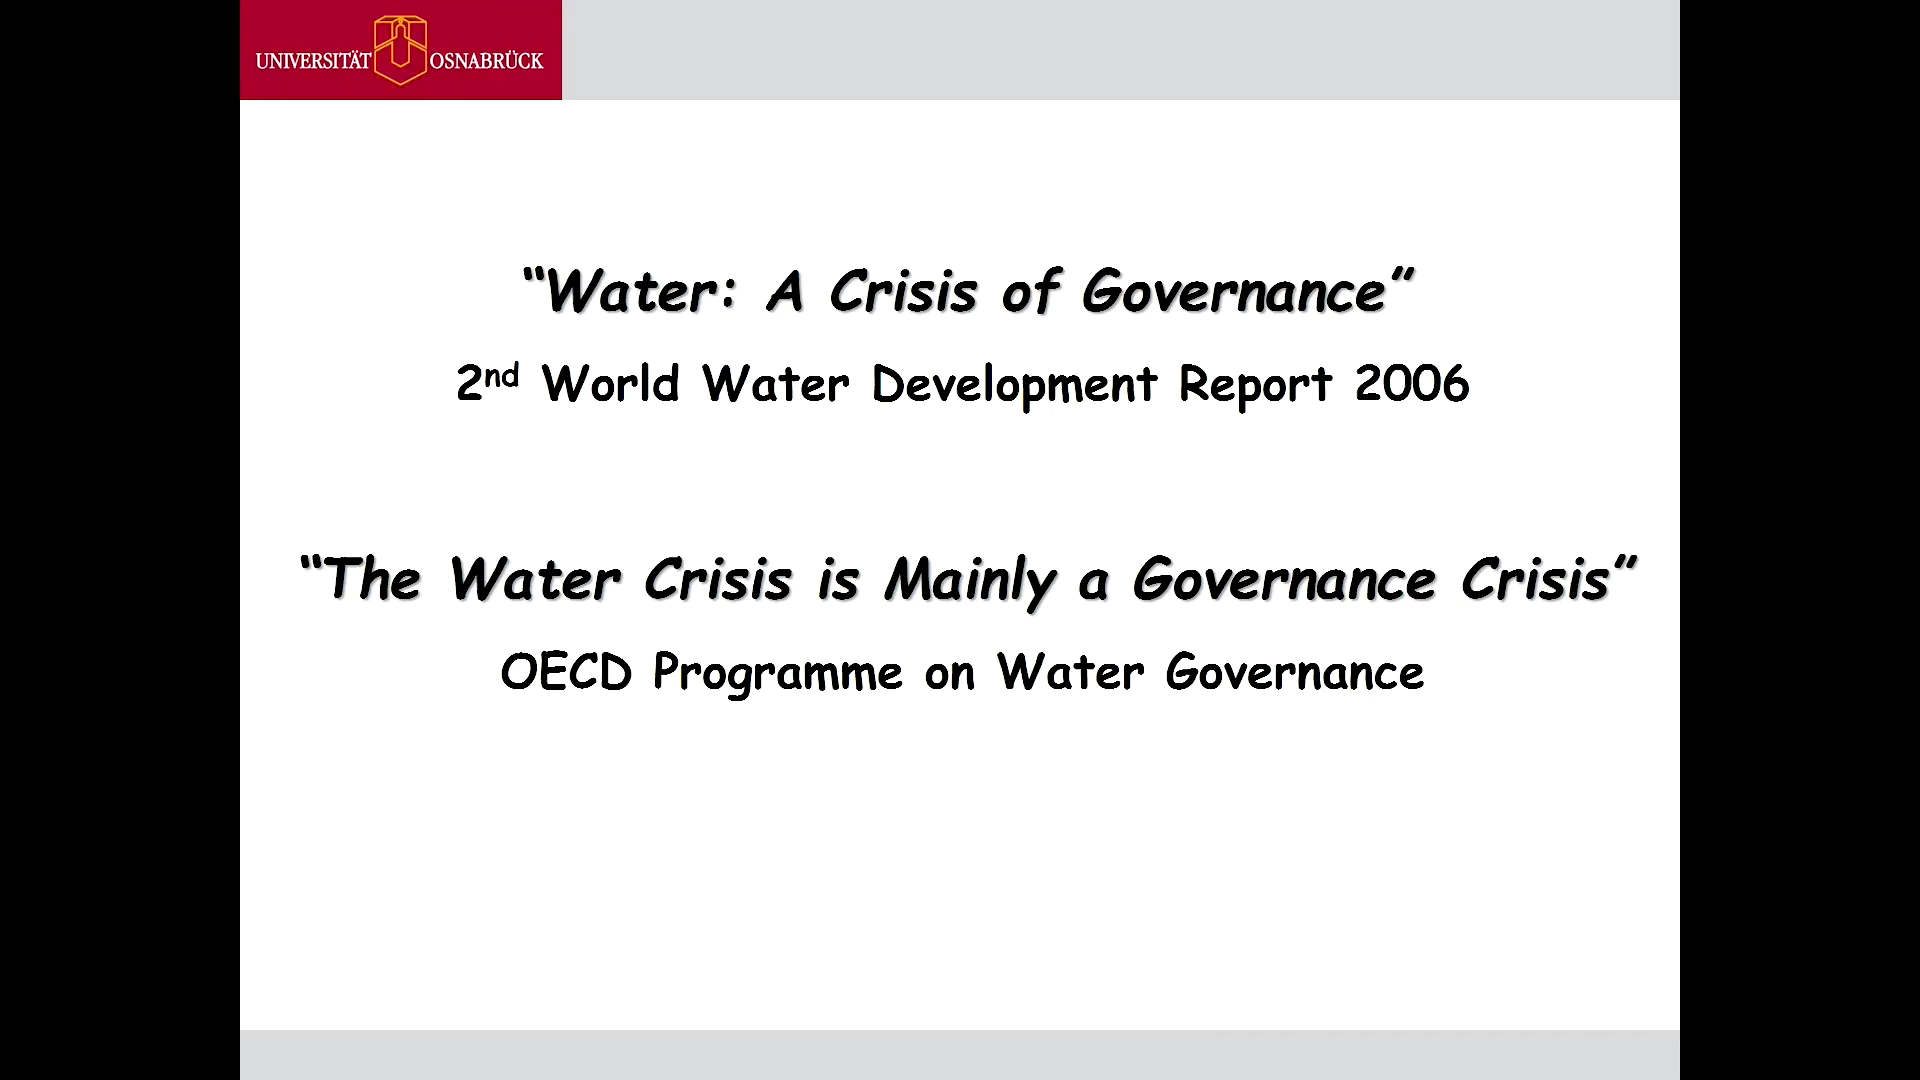 UNIVERSITÄT OSNABRÜCK
“Water: A Crisis of Governance”
2nd World Water Development Report 2006
“The Water Crisis is Mainly a Governance Crisis”
OECD Programme on Water Governance